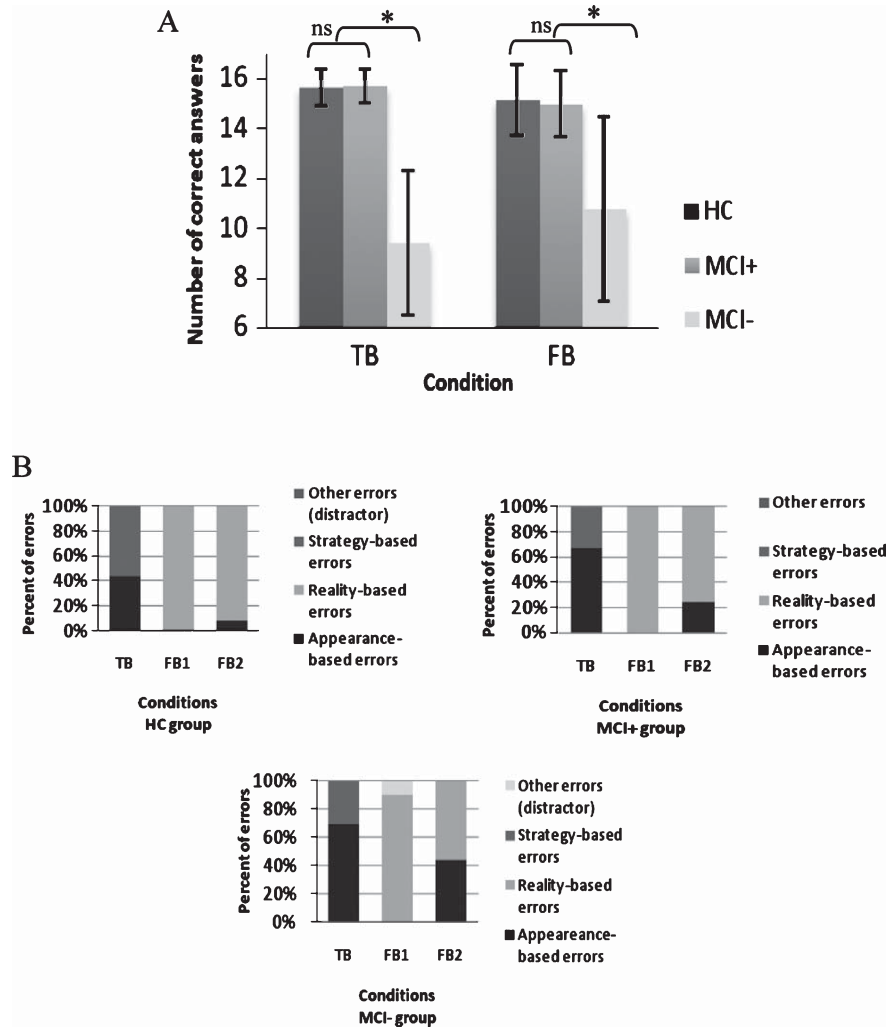 A
ns
*
ns
*
Number of correct answers
16
14
12
10
8
6
TB
FB
Condition
HC
MCI+
MCI-
B
Percent of errors
100%
80%
60%
40%
20%
0%
TB
FB1
FB2
Conditions
HC group
Other errors
(distractor)
Strategy-based
errors
Reality-based
errors
Appearance-
based errors
Percent of errors
100%
80%
60%
40%
20%
0%
TB
FB1
FB2
Conditions
MCI+ group
Other errors
Strategy-based
errors
Reality-based
errors
Appearance-
based errors
Percent of errors
100%
80%
60%
40%
20%
0%
TB
FB1
FB2
Conditions
MCI- group
Other errors
(distractor)
Strategy-based
errors
Reality-based
errors
Appeareance-
based errors